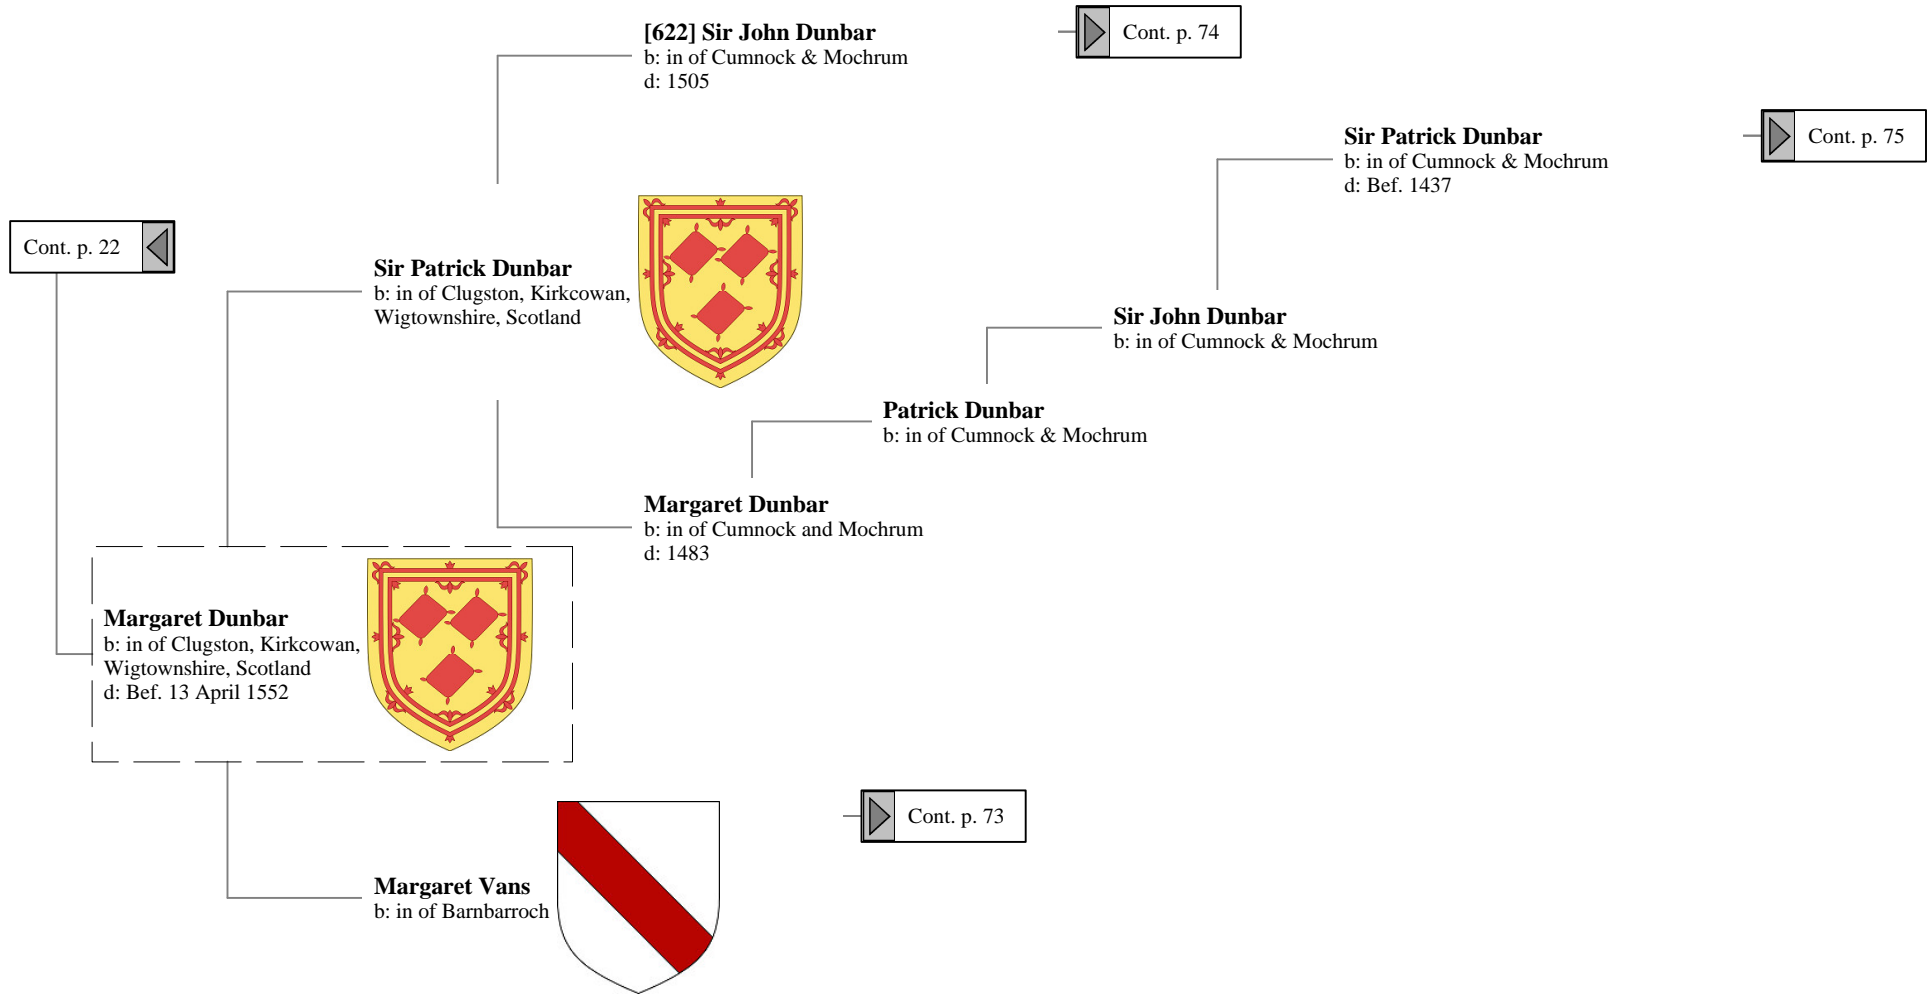 [622] Sir John Dunbar
b: in of Cumnock & Mochrum
d: 1505
Cont. p. 74
Sir Patrick Dunbar
b: in of Cumnock & Mochrum
d: Bef. 1437
Cont. p. 75
Cont. p. 22
Sir Patrick Dunbar
b: in of Clugston, Kirkcowan,
Wigtownshire, Scotland
Sir John Dunbar
b: in of Cumnock & Mochrum
Patrick Dunbar
b: in of Cumnock & Mochrum
Margaret Dunbar
b: in of Cumnock and Mochrum
d: 1483
Margaret Dunbar
b: in of Clugston, Kirkcowan,
Wigtownshire, Scotland
d: Bef. 13 April 1552
Cont. p. 73
Margaret Vans
b: in of Barnbarroch